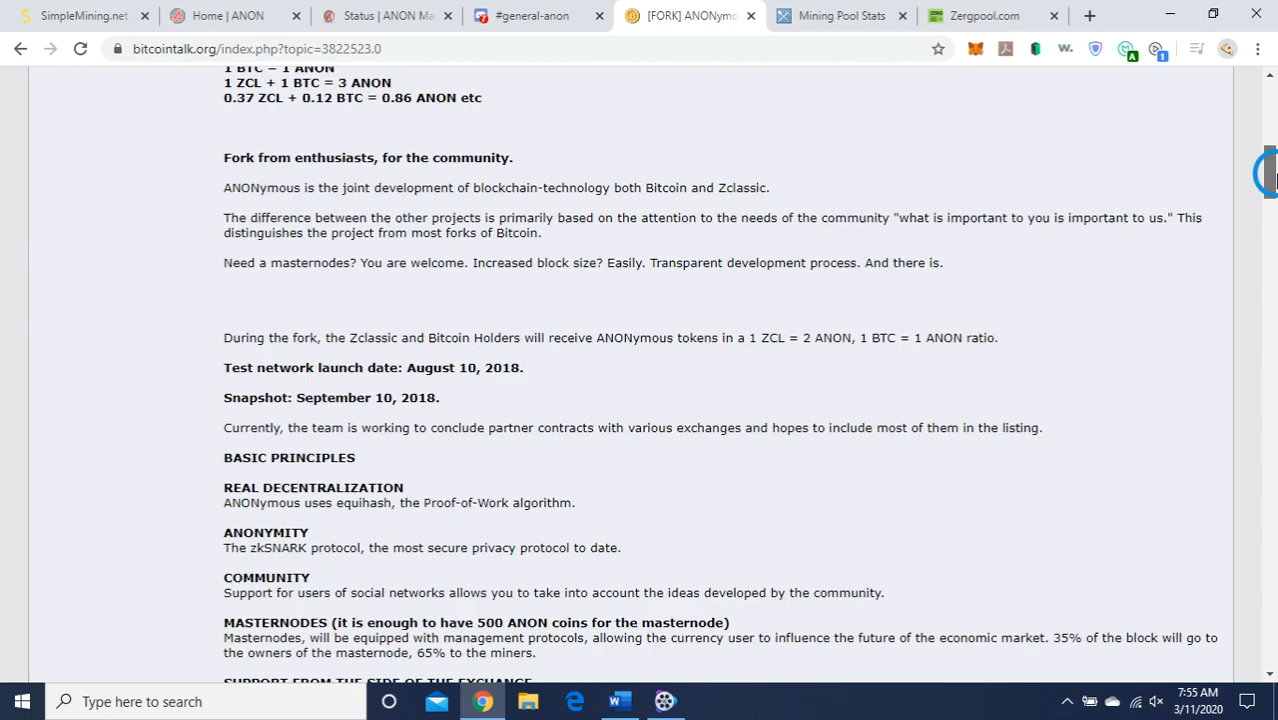 SimpleMining.net
Home | ANON
Status | ANON Ma
#general-anon
[FORK] ANONymo
Mining Pool Stats
Zergpool.com
bitcointalk.org/index.php?topic=3822523.0
w.
A
1
1 BTC = 1 ANON
1 ZCL + 1 BTC = 3 ANON
0.37 ZCL + 0.12 BTC = 0.86 ANON etc
Fork from enthusiasts, for the community.
ANONymous is the joint development of blockchain-technology both Bitcoin and Zclassic.
The difference between the other projects is primarily based on the attention to the needs of the community "what is important to you is important to us." This
distinguishes the project from most forks of Bitcoin.
Need a masternodes? You are welcome. Increased block size? Easily. Transparent development process. And there is.
During the fork, the Zclassic and Bitcoin Holders will receive ANONymous tokens in a 1 ZCL = 2 ANON, 1 BTC = 1 ANON ratio.
Test network launch date: August 10, 2018.
Snapshot: September 10, 2018.
Currently, the team is working to conclude partner contracts with various exchanges and hopes to include most of them in the listing.
BASIC PRINCIPLES
REAL DECENTRALIZATION
ANONymous uses equihash, the Proof-of-Work algorithm.
ANONYMITY
The zkSNARK protocol, the most secure privacy protocol to date.
COMMUNITY
Support for users of social networks allows you to take into account the ideas developed by the community.
MASTERNODES (it is enough to have 500 ANON coins for the masternode)
Masternodes, will be equipped with management protocols, allowing the currency user to influence the future of the economic market. 35% of the block will go to
the owners of the masternode, 65% to the miners.
SUPPORT FROM THE SIDE OF THE EXCHANGE
Type here to search
7:55 AM
3/11/2020